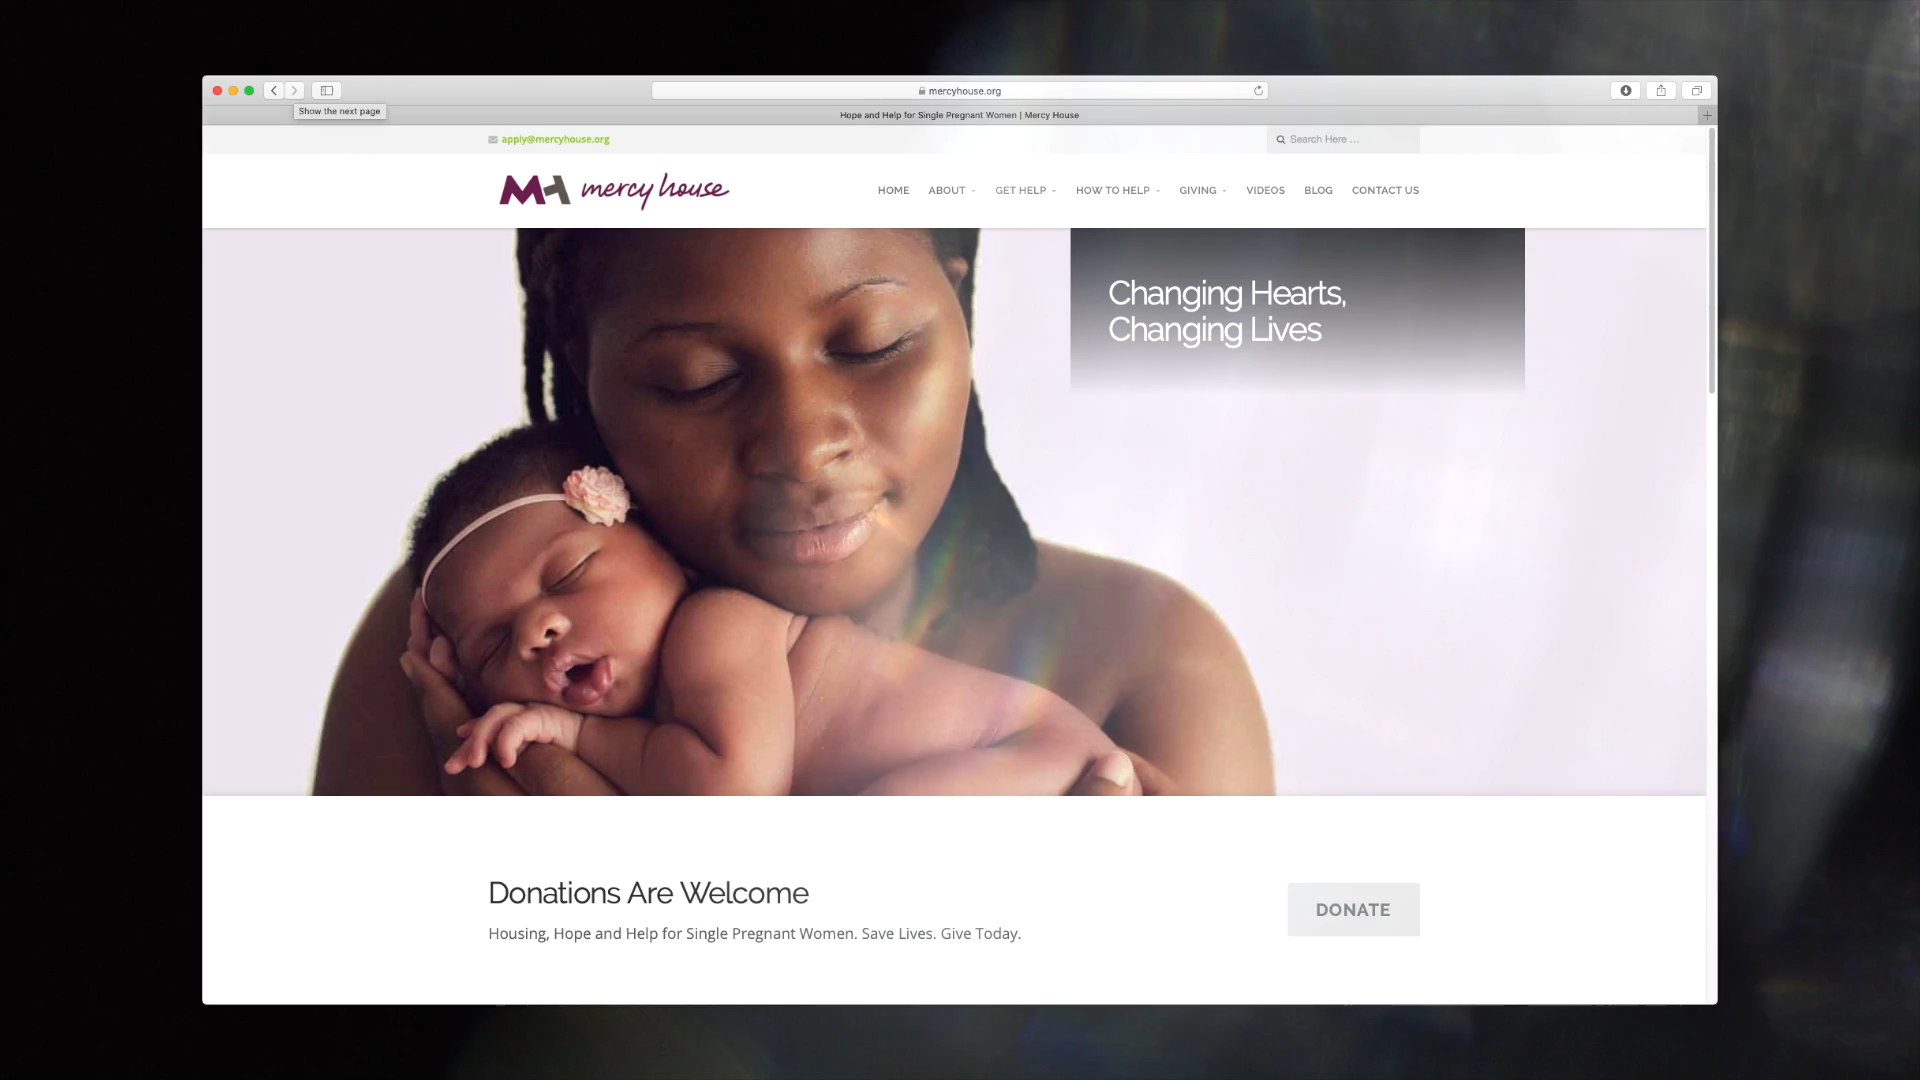 mercyhouse.org
Show the next page
Hope and Help for Single Pregnant Women | Mercy House
apply@mercyhouse.org
Search Here ...
MH mercy house
HOME ABOUT GET HELP HOW TO HELP GIVING VIDEOS BLOG CONTACT US
Changing Hearts,
Changing Lives
Donations Are Welcome
DONATE
Housing, Hope and Help for Single Pregnant Women. Save Lives. Give Today.